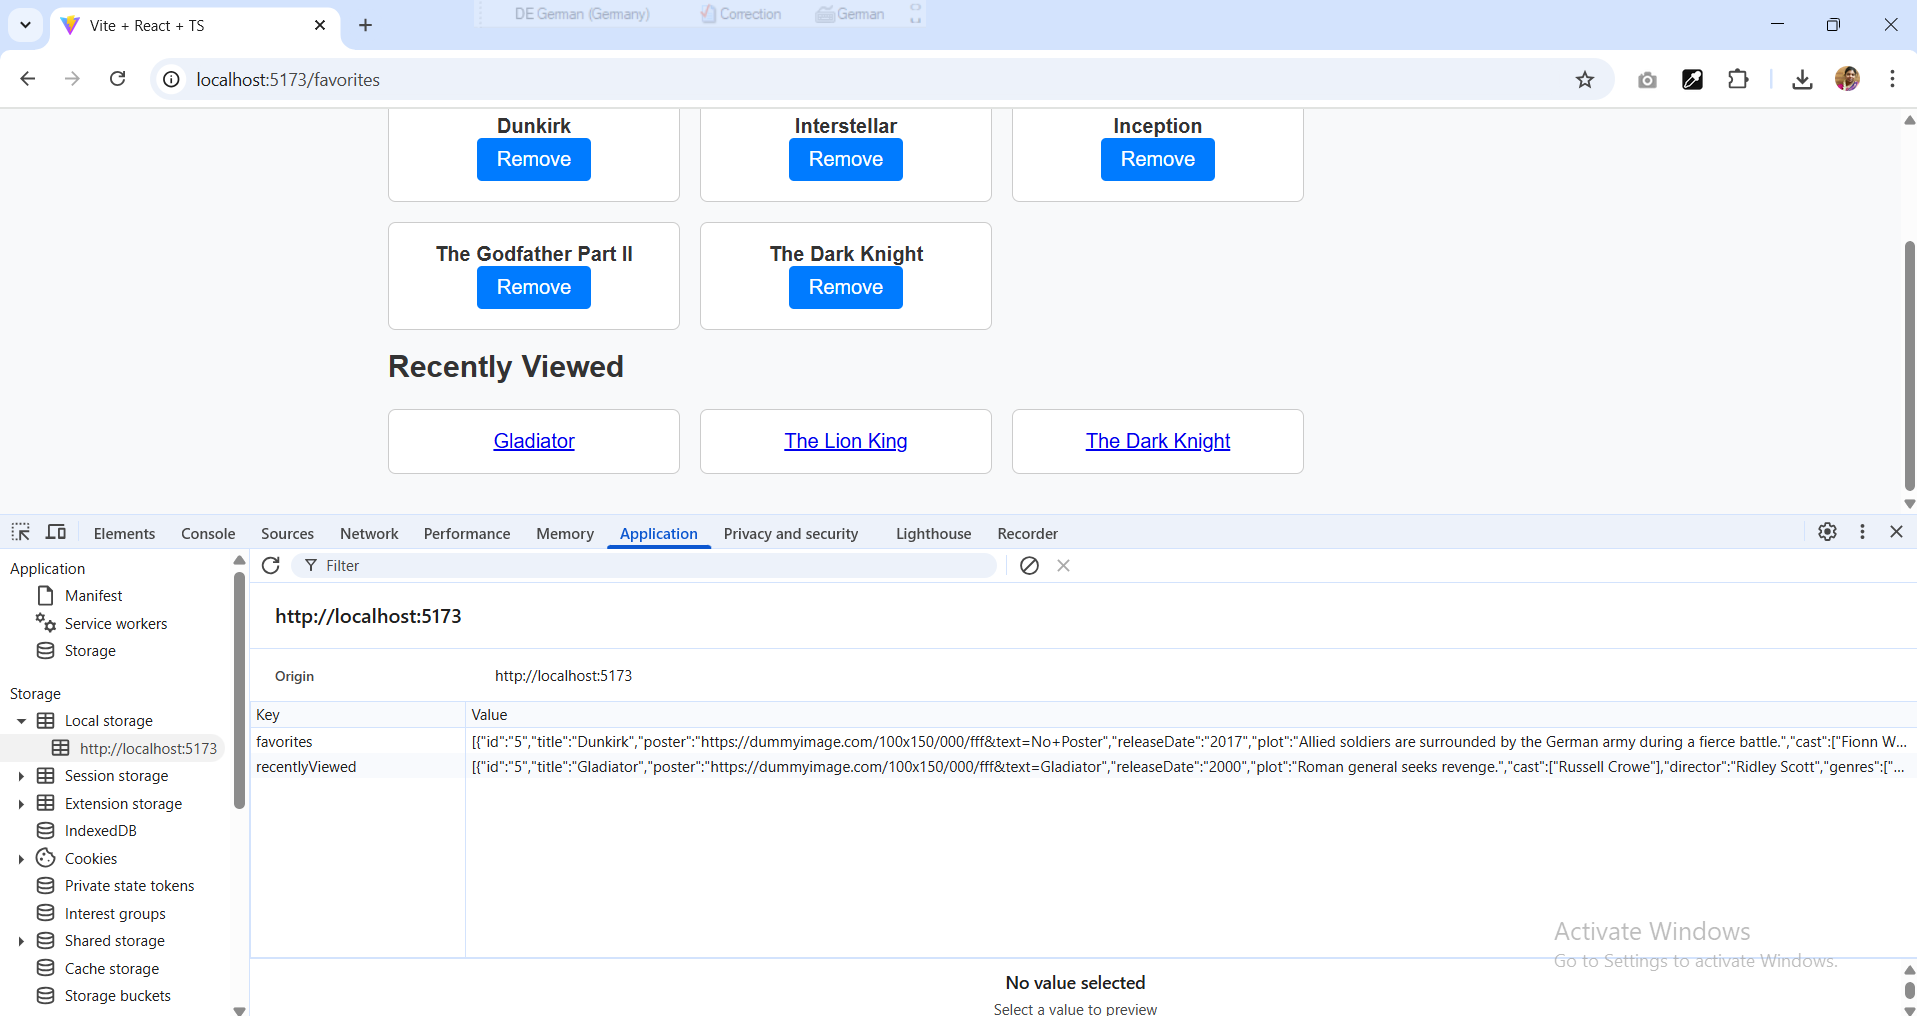 DE German (Germany) Correction German
Vite + React + TS
localhost:5173/favorites
Dunkirk Interstellar Inception
Remove Remove Remove
The Godfather Part II The Dark Knight
Remove Remove
Recently Viewed
Gladiator The Lion King The Dark Knight
Elements Console Sources Network Performance Memory Application Privacy and security Lighthouse Recorder
Filter
Application
Manifest
Service workers
Storage
Storage
Local storage
http://localhost:5173
Session storage
Extension storage
IndexedDB
Cookies
Private state tokens
Interest groups
Shared storage
Cache storage
Storage buckets
http://localhost:5173
Origin http://localhost:5173
Key Value
favorites [{"id":"5","title":"Dunkirk","poster":"https://dummyimage.com/100x150/000/fff&text=No+Poster","releaseDate":"2017","plot":"Allied soldiers are surrounded by the German army during a fierce battle.","cast":["Fionn W...
recentlyViewed [{"id":"5","title":"Gladiator","poster":"https://dummyimage.com/100x150/000/fff&text=Gladiator","releaseDate":"2000","plot":"Roman general seeks revenge.","cast":["Russell Crowe"],"director":"Ridley Scott","genres":["...
Activate Windows
Go to Settings to activate Windows.
No value selected
Select a value to preview